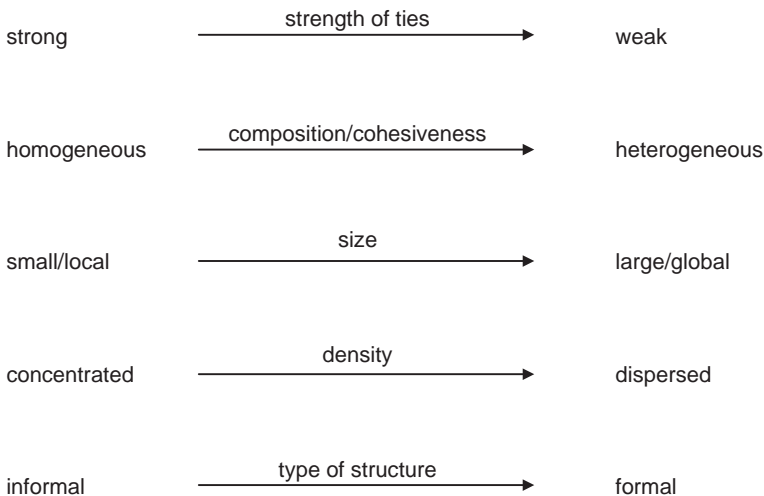 strength of ties
strong weak
composition/cohesiveness
homogeneous heterogeneous
size
small/local large/global
density
concentrated dispersed
type of structure
informal formal